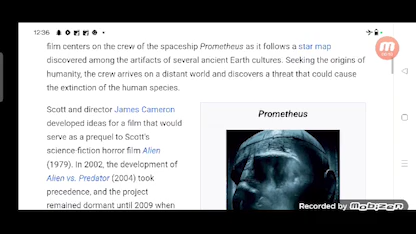 12:36
film centers on the crew of the spaceship Prometheus as it follows a star map
discovered among the artifacts of several ancient Earth cultures. Seeking the origins of
humanity, the crew arrives on a distant world and discovers a threat that could cause
the extinction of the human species.
Scott and director James Cameron
developed ideas for a film that would
serve as a prequel to Scott's
science-fiction horror film Alien
(1979). In 2002, the development of
Alien vs. Predator (2004) took
precedence, and the project
remained dormant until 2009 when
Prometheus
Recorded by Mobizen